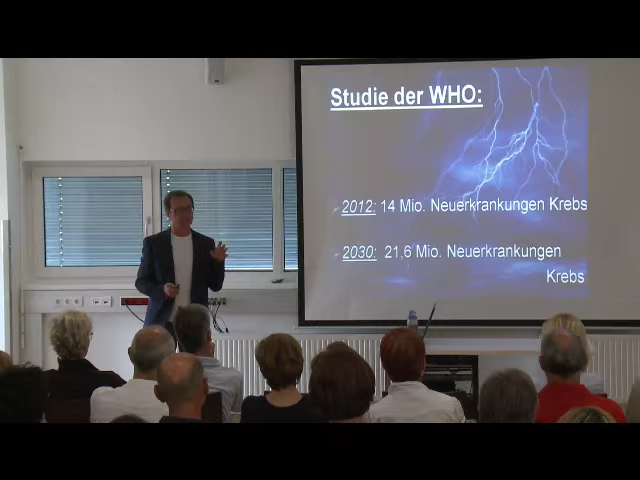 Studie der WHO:
- 2012: 14 Mio. Neuerkrankungen Krebs
- 2030: 21,6 Mio. Neuerkrankungen
Krebs